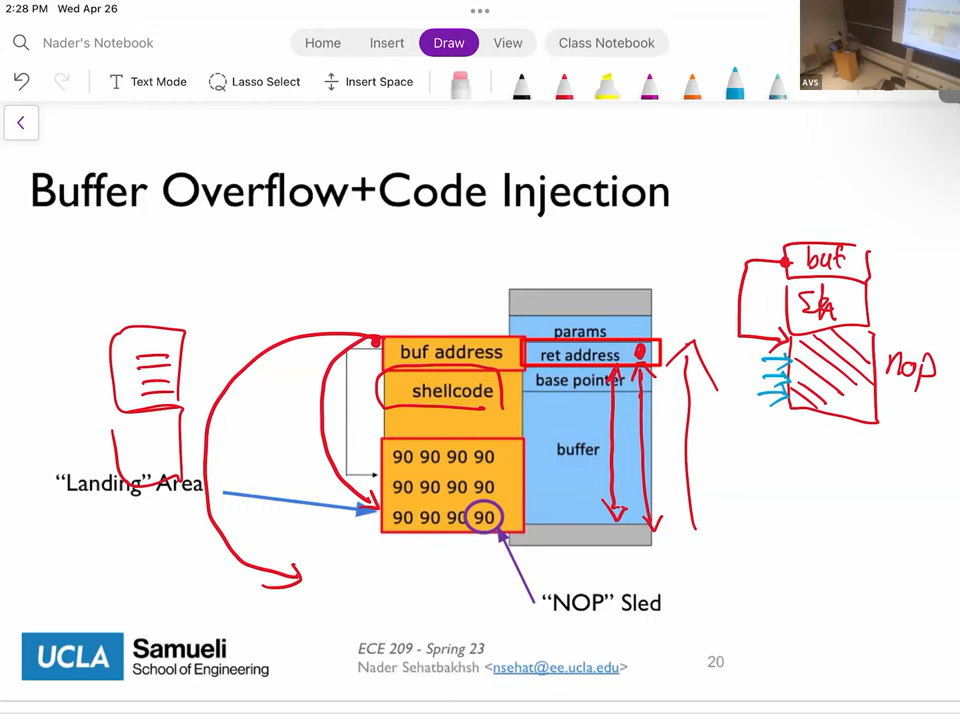 2:28 PM Wed Apr 26
Nader's Notebook
Home Insert Draw View Class Notebook
Text Mode Lasso Select Insert Space
AVS
Buffer Overflow+Code Injection
buf
params
buf address ret address
base pointer
shellcode
nop
buffer
90 90 90 90
90 90 90 90
90 90 90 90
"Landing" Area
"NOP" Sled
UCLA Samueli
School of Engineering
ECE 209 - Spring 23
Nader Sehatbakhsh <nsehat@ee.ucla.edu>
20